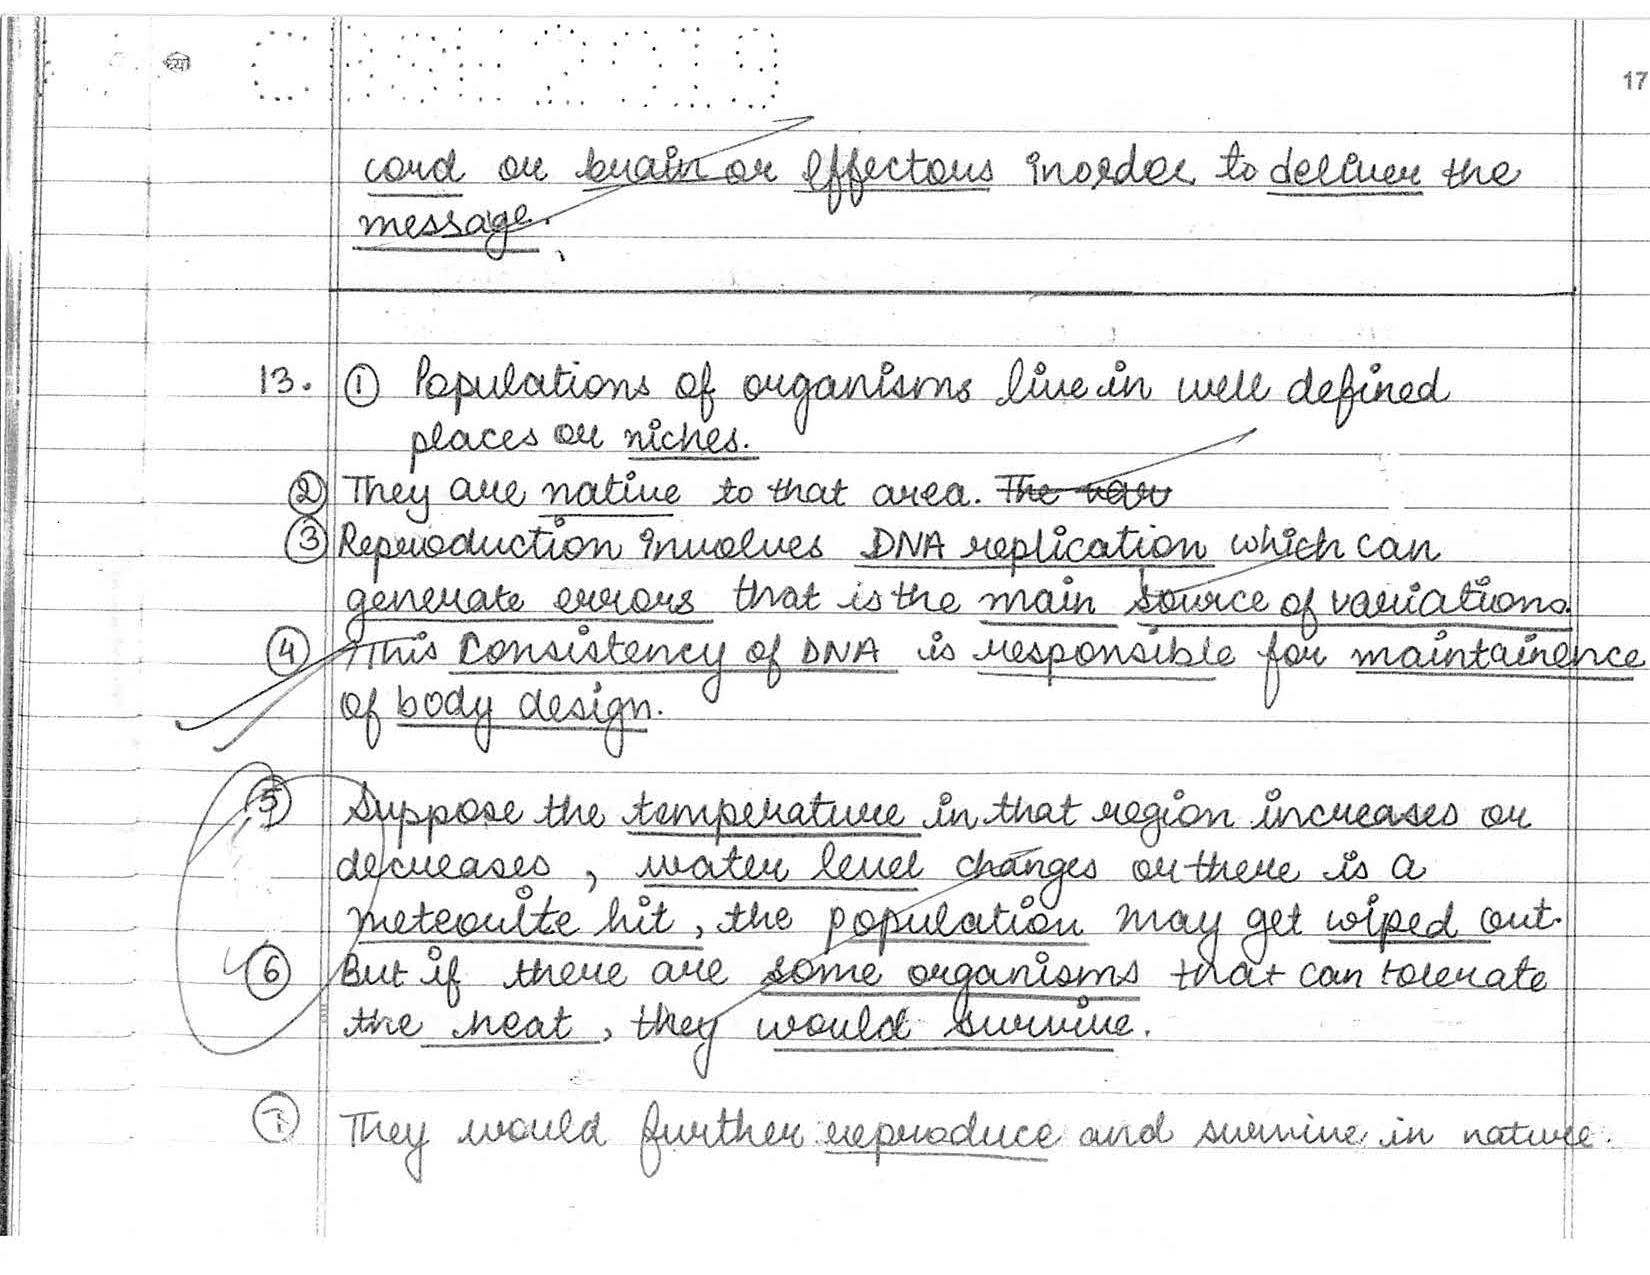 CBSE 2019
17
cord or brain or effectors inorder to deliver the
message.
13. ① Populations of organisms live in well defined
places or niches.
② They are native to that area. The var
③ Reproduction involves DNA replication which can
generate errors that is the main source of variations.
④ This Consistency of DNA is responsible for maintainence
of body design.
⑤ Suppose the temperature in that region increases or
decreases, water level changes or there is a
meteorite hit, the population may get wiped out.
⑥ But if there are some organisms that can tolerate
the heat, they would survive.
⑦ They would further reproduce and survive in nature.